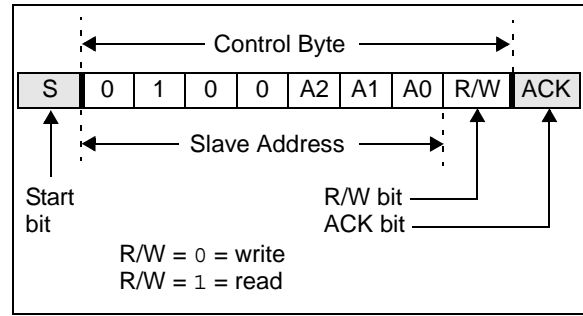 Control Byte
S 0 1 0 0 A2 A1 A0 R/W ACK
Slave Address
Start
bit
R/W bit
ACK bit
R/W = 0 = write
R/W = 1 = read